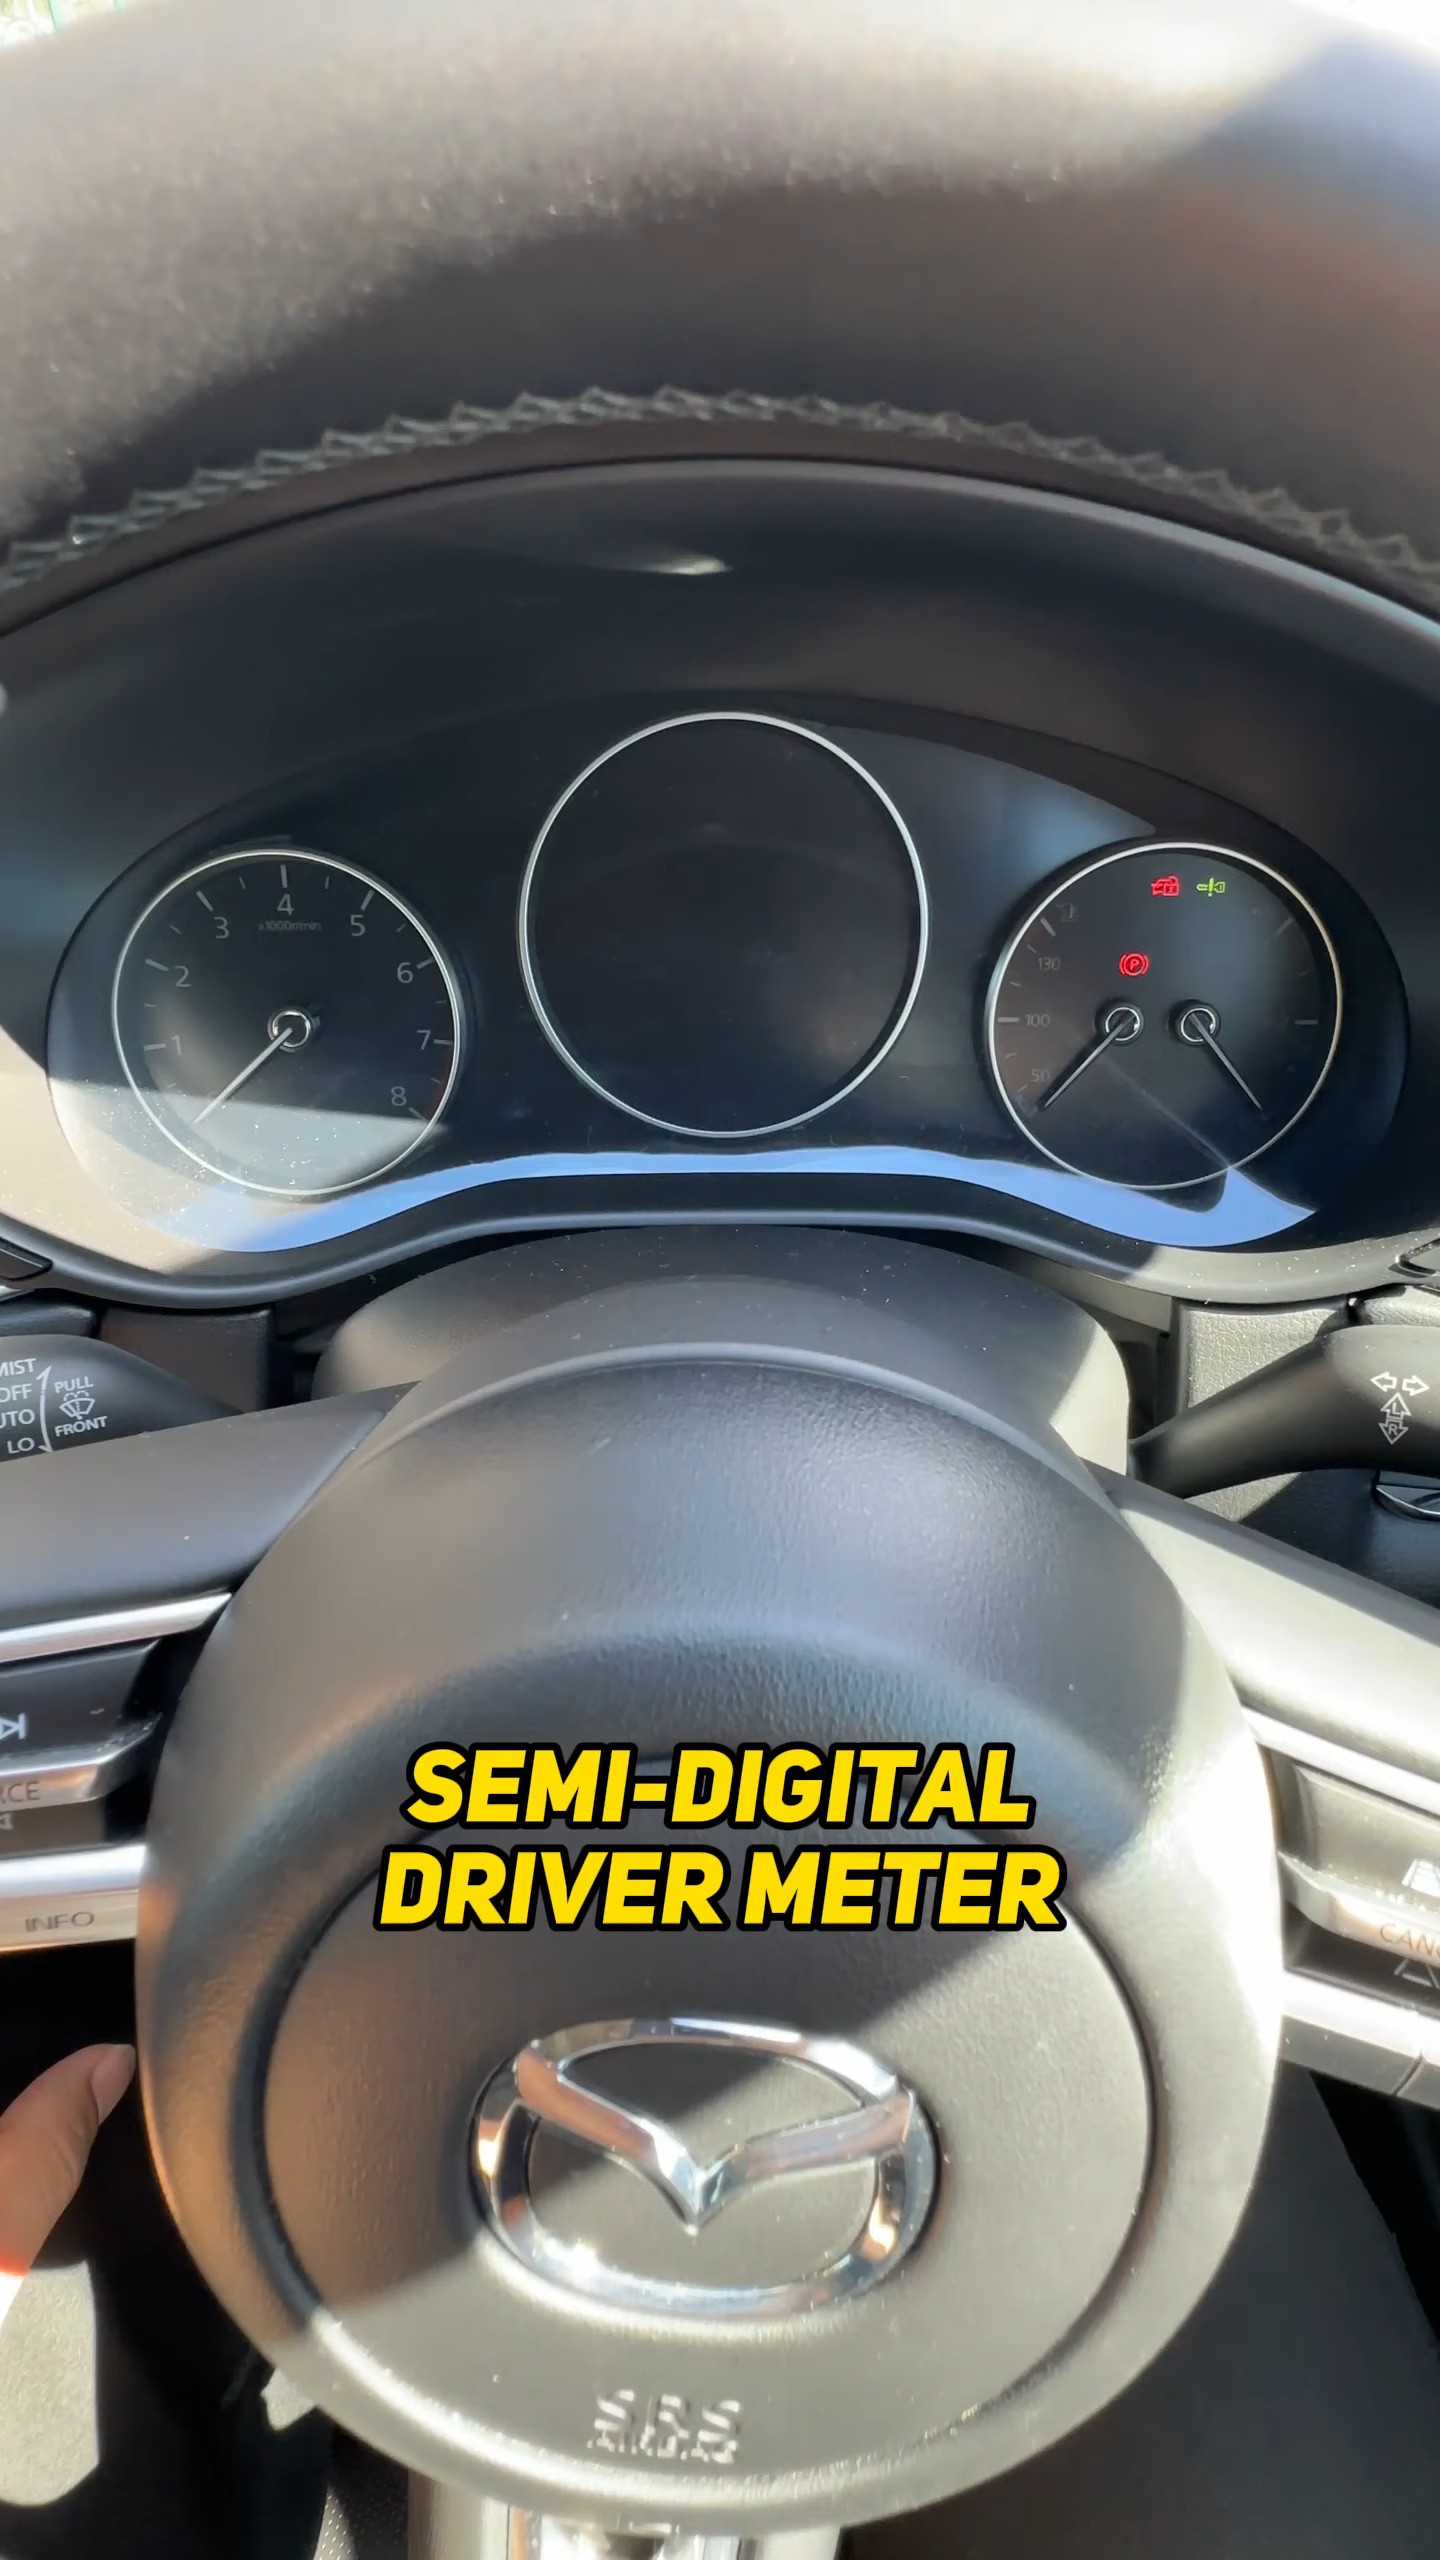 4
3
5
x1000r/min
2
6
1
7
8
130
P
100
50
MIST
OFF
AUTO
LO
PULL
FRONT
L
R
INFO
SEMI-DIGITAL
DRIVER METER
SRS
AIRBAG